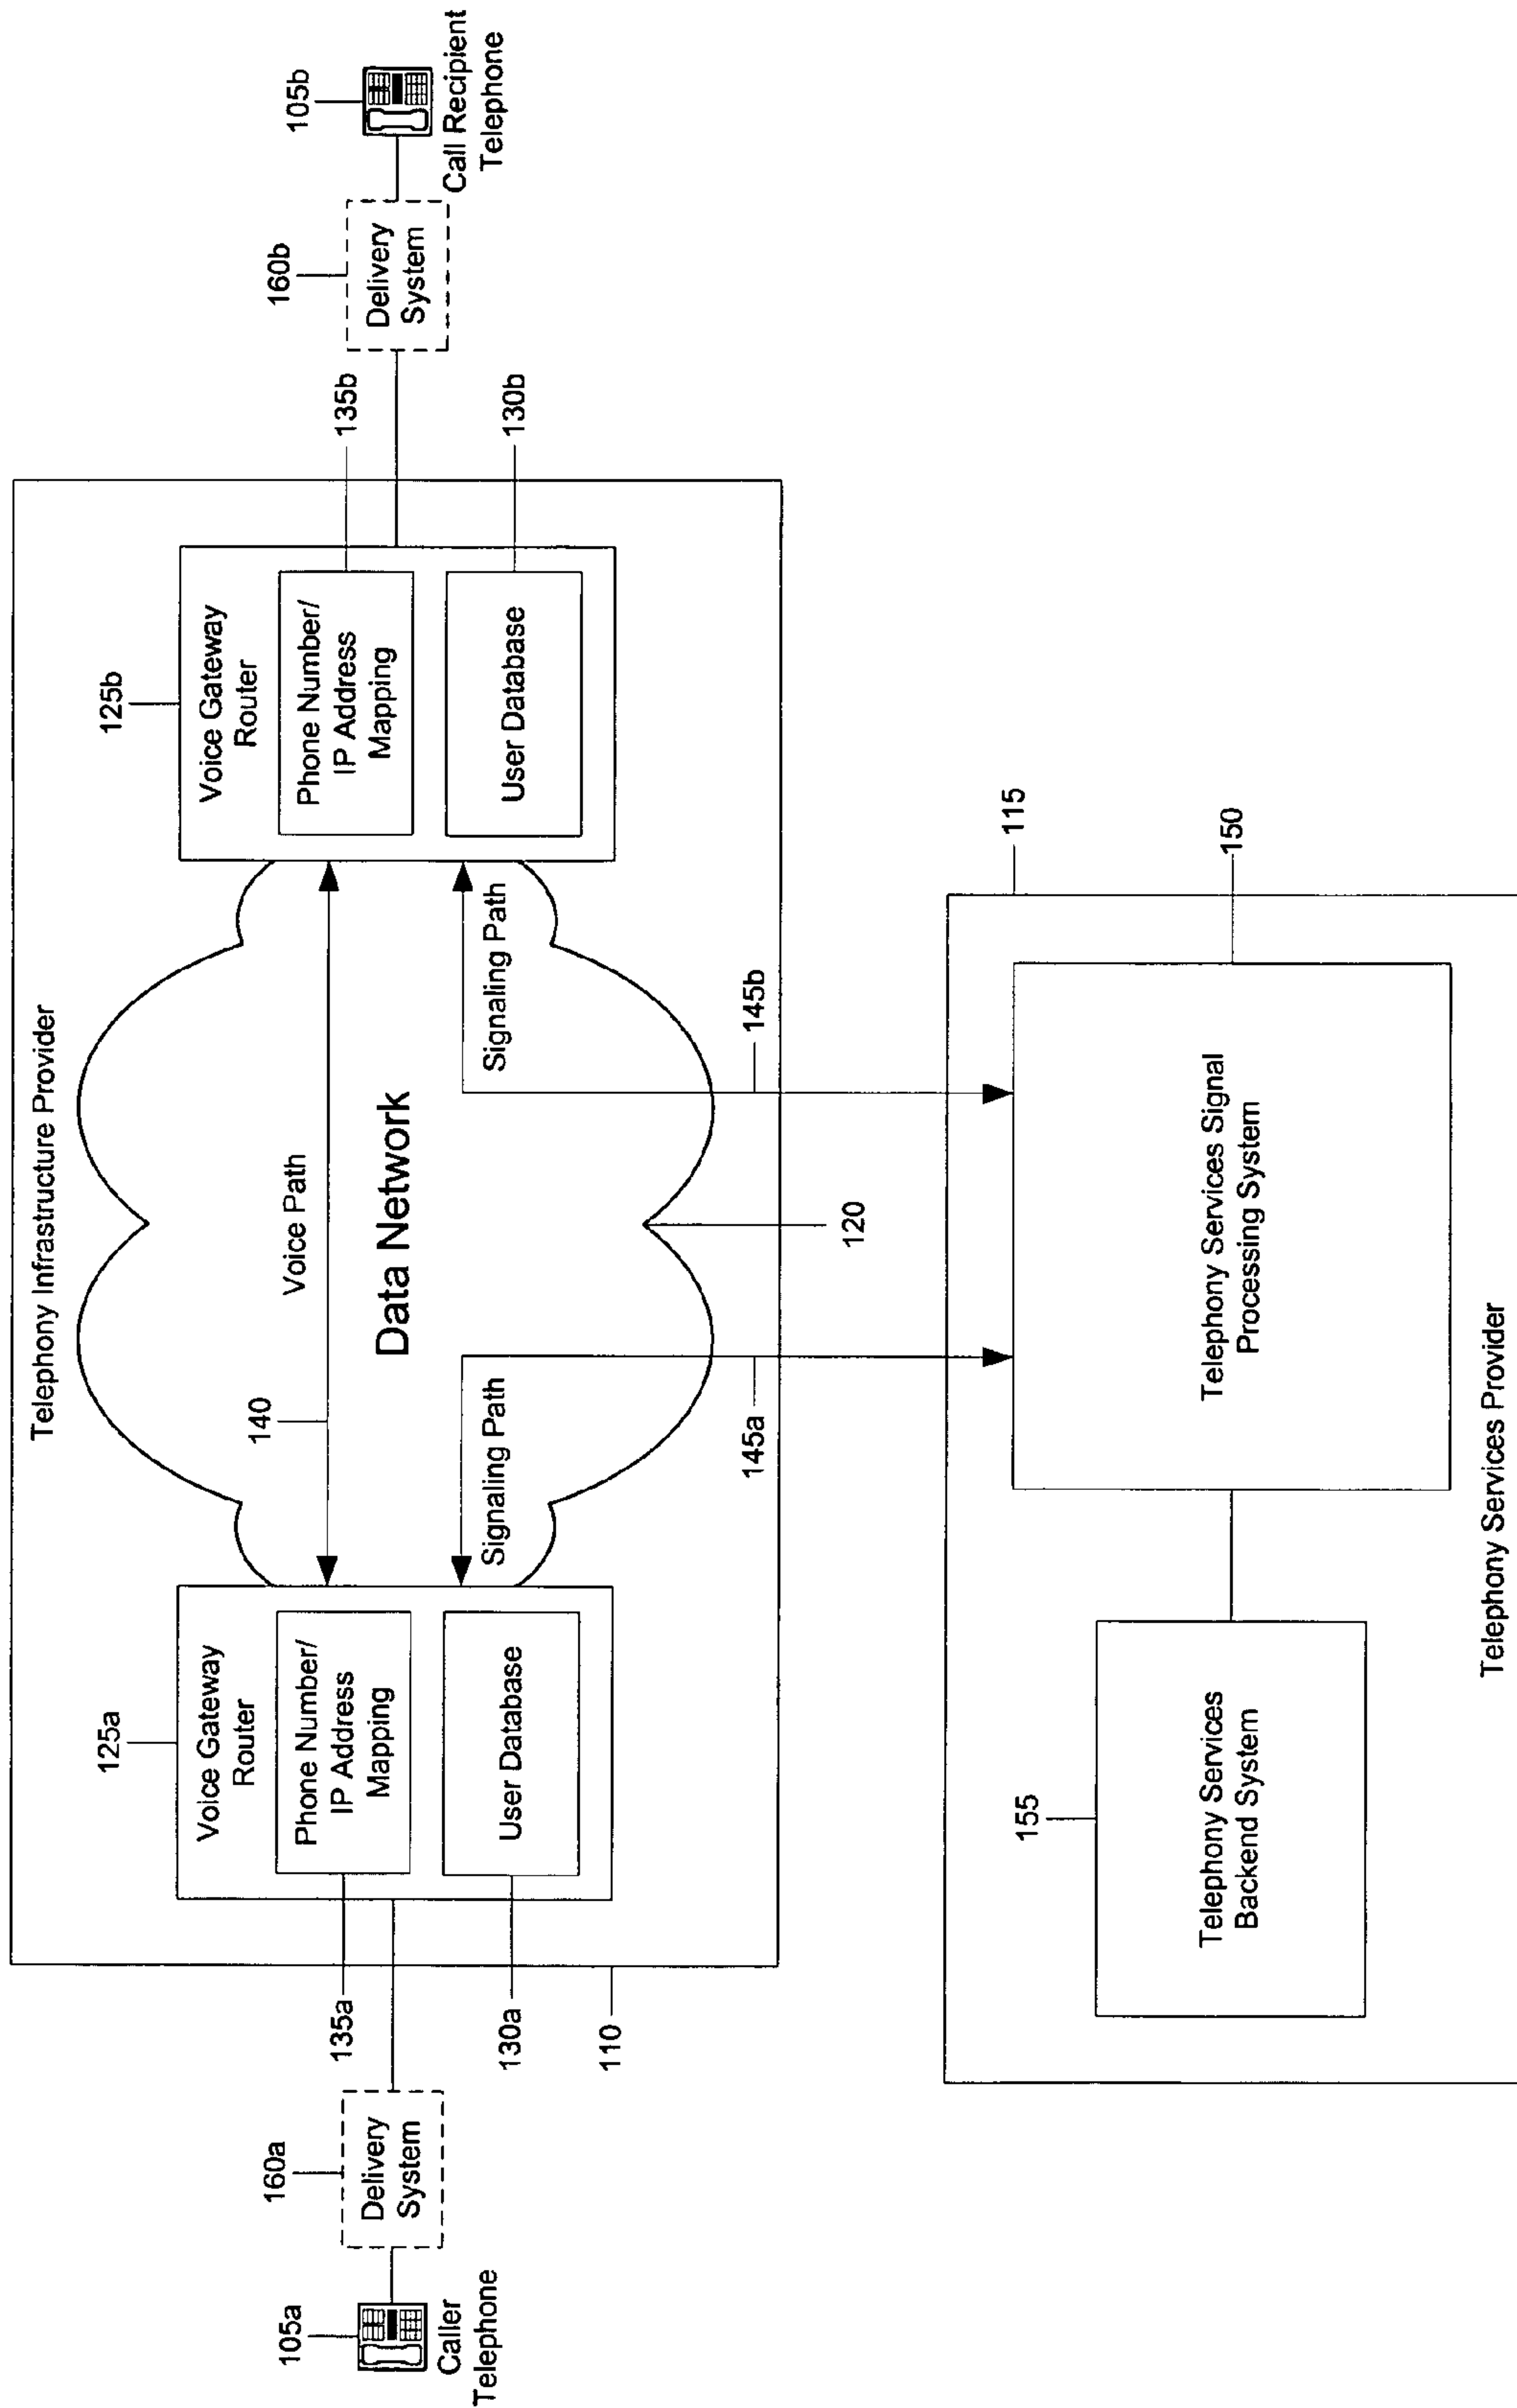 Telephony Infrastructure Provider
125a
125b
Voice Gateway
Router
Phone Number/
IP Address
Mapping
User Database
140
Voice Path
Data Network
Signaling Path
Signaling Path
Voice Gateway
Router
Phone Number/
IP Address
Mapping
User Database
160a
Delivery
System
105a
Caller
Telephone
135a
130a
110
135b
130b
160b
Delivery
System
105b
Call Recipient
Telephone
145a
120
145b
115
150
155
Telephony Services
Backend System
Telephony Services Signal
Processing System
Telephony Services Provider